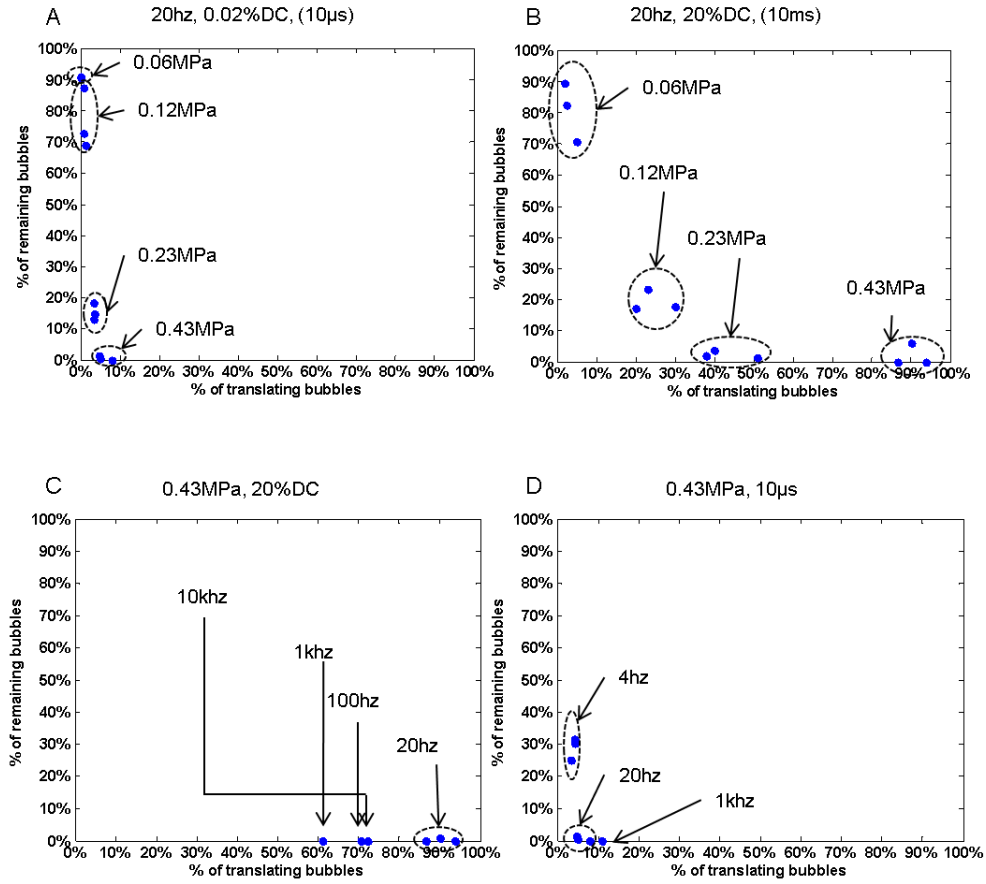 A
20hz, 0.02%DC, (10µs)
100%
90%
80%
70%
60%
50%
40%
30%
20%
10%
0%
% of remaining bubbles
0.06MPa
0.12MPa
0.23MPa
0.43MPa
0% 10% 20% 30% 40% 50% 60% 70% 80% 90% 100%
% of translating bubbles
B
20hz, 20%DC, (10ms)
100%
90%
80%
70%
60%
50%
40%
30%
20%
10%
0%
% of remaining bubbles
0.06MPa
0.12MPa
0.23MPa
0.43MPa
0% 10% 20% 30% 40% 50% 60% 70% 80% 90% 100%
% of translating bubbles
C
0.43MPa, 20%DC
100%
90%
80%
70%
60%
50%
40%
30%
20%
10%
0%
% of remaining bubbles
10khz
1khz
100hz
20hz
0% 10% 20% 30% 40% 50% 60% 70% 80% 90% 100%
% of translating bubbles
D
0.43MPa, 10µs
100%
90%
80%
70%
60%
50%
40%
30%
20%
10%
0%
% of remaining bubbles
4hz
20hz
1khz
0% 10% 20% 30% 40% 50% 60% 70% 80% 90% 100%
% of translating bubbles